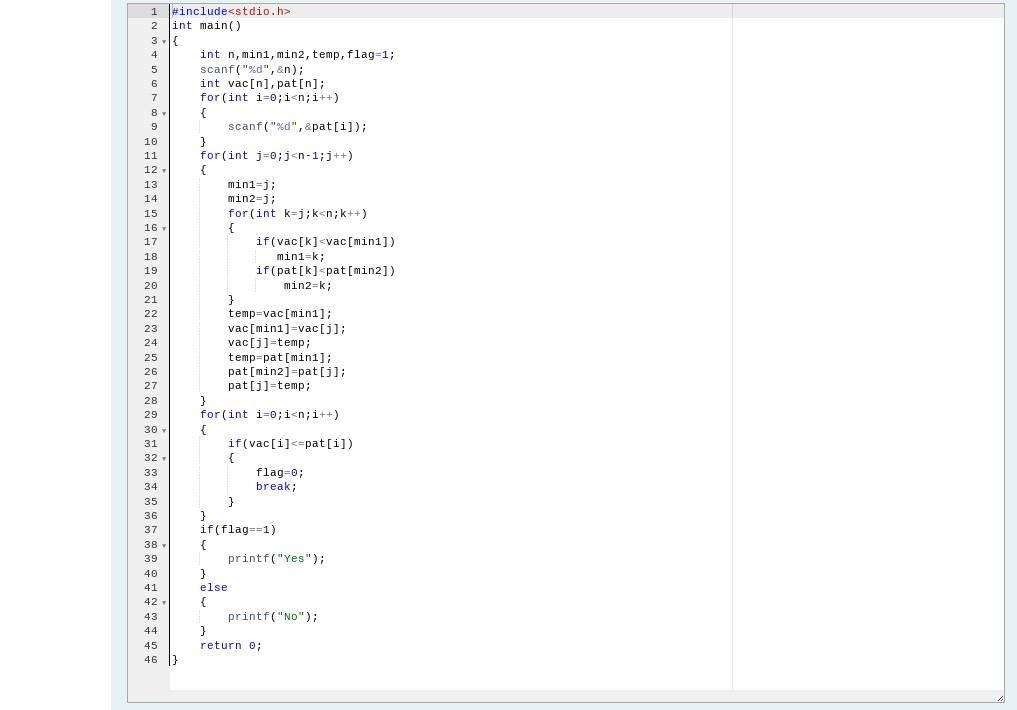 1 #include<stdio.h>
2 int main()
3 {
4     int n,min1,min2,temp,flag=1;
5     scanf("%d",&n);
6     int vac[n],pat[n];
7     for(int i=0;i<n;i++)
8     {
9         scanf("%d",&pat[i]);
10     }
11     for(int j=0;j<n-1;j++)
12     {
13         min1=j;
14         min2=j;
15         for(int k=j;k<n;k++)
16         {
17             if(vac[k]<vac[min1])
18                min1=k;
19             if(pat[k]<pat[min2])
20                 min2=k;
21         }
22         temp=vac[min1];
23         vac[min1]=vac[j];
24         vac[j]=temp;
25         temp=pat[min1];
26         pat[min2]=pat[j];
27         pat[j]=temp;
28     }
29     for(int i=0;i<n;i++)
30     {
31         if(vac[i]<=pat[i])
32         {
33             flag=0;
34             break;
35         }
36     }
37     if(flag==1)
38     {
39         printf("Yes");
40     }
41     else
42     {
43         printf("No");
44     }
45     return 0;
46 }